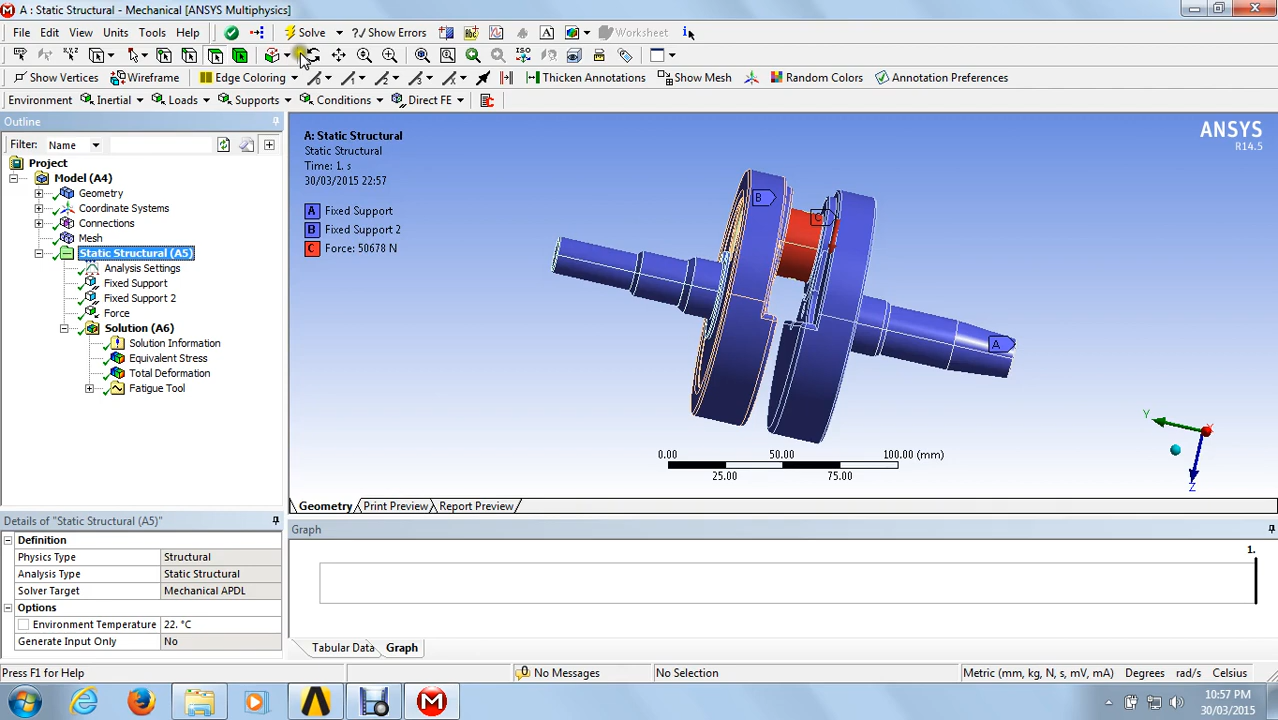 A : Static Structural - Mechanical [ANSYS Multiphysics]
File Edit View Units Tools Help Solve ?/ Show Errors Worksheet
Show Vertices Wireframe Edge Coloring Thicken Annotations Show Mesh Random Colors Annotation Preferences
Environment Inertial Loads Supports Conditions Direct FE
Outline
Filter: Name
Project
Model (A4)
Geometry
Coordinate Systems
Connections
Mesh
Static Structural (A5)
Analysis Settings
Fixed Support
Fixed Support 2
Force
Solution (A6)
Solution Information
Equivalent Stress
Total Deformation
Fatigue Tool
A: Static Structural
Static Structural
Time: 1. s
30/03/2015 22:57
A Fixed Support
B Fixed Support 2
C Force: 50678 N
ANSYS
R14.5
B
C
A
Y
X
Z
0.00 50.00 100.00 (mm)
25.00 75.00
Geometry Print Preview Report Preview
Details of "Static Structural (A5)"
Definition
Physics Type Structural
Analysis Type Static Structural
Solver Target Mechanical APDL
Options
Environment Temperature 22. °C
Generate Input Only No
Graph
1.
Tabular Data Graph
Press F1 for Help 0 No Messages No Selection Metric (mm, kg, N, s, mV, mA) Degrees rad/s Celsius
10:57 PM
30/03/2015